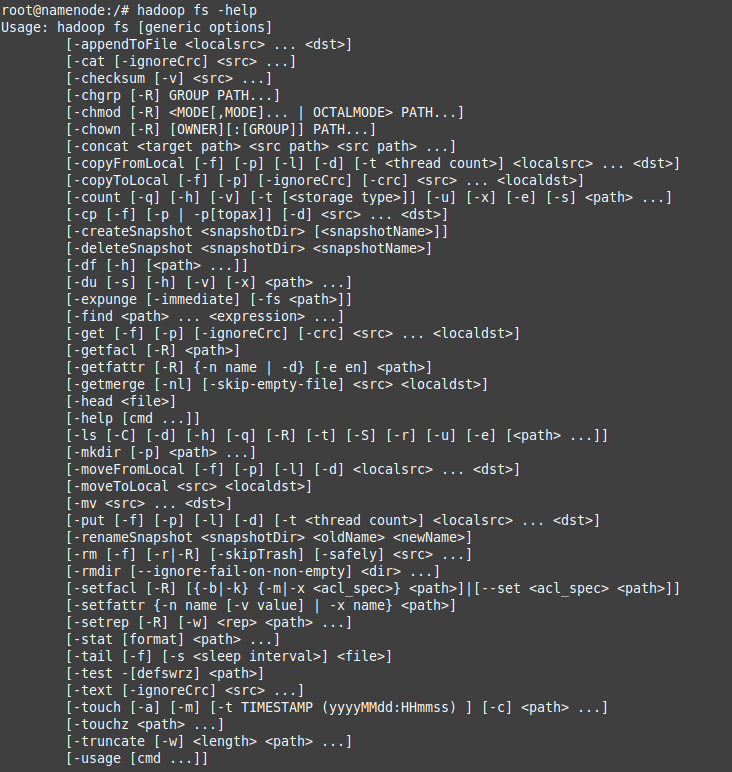 root@namenode:/# hadoop fs -help
Usage: hadoop fs [generic options]
        [-appendToFile <localsrc> ... <dst>]
        [-cat [-ignoreCrc] <src> ...]
        [-checksum [-v] <src> ...]
        [-chgrp [-R] GROUP PATH...]
        [-chmod [-R] <MODE[,MODE]... | OCTALMODE> PATH...]
        [-chown [-R] [OWNER][:[GROUP]] PATH...]
        [-concat <target path> <src path> <src path> ...]
        [-copyFromLocal [-f] [-p] [-l] [-d] [-t <thread count>] <localsrc> ... <dst>]
        [-copyToLocal [-f] [-p] [-ignoreCrc] [-crc] <src> ... <localdst>]
        [-count [-q] [-h] [-v] [-t [<storage type>]] [-u] [-x] [-e] [-s] <path> ...]
        [-cp [-f] [-p | -p[topax]] [-d] <src> ... <dst>]
        [-createSnapshot <snapshotDir> [<snapshotName>]]
        [-deleteSnapshot <snapshotDir> <snapshotName>]
        [-df [-h] [<path> ...]]
        [-du [-s] [-h] [-v] [-x] <path> ...]
        [-expunge [-immediate] [-fs <path>]]
        [-find <path> ... <expression> ...]
        [-get [-f] [-p] [-ignoreCrc] [-crc] <src> ... <localdst>]
        [-getfacl [-R] <path>]
        [-getfattr [-R] {-n name | -d} [-e en] <path>]
        [-getmerge [-nl] [-skip-empty-file] <src> <localdst>]
        [-head <file>]
        [-help [cmd ...]]
        [-ls [-C] [-d] [-h] [-q] [-R] [-t] [-S] [-r] [-u] [-e] [<path> ...]]
        [-mkdir [-p] <path> ...]
        [-moveFromLocal [-f] [-p] [-l] [-d] <localsrc> ... <dst>]
        [-moveToLocal <src> <localdst>]
        [-mv <src> ... <dst>]
        [-put [-f] [-p] [-l] [-d] [-t <thread count>] <localsrc> ... <dst>]
        [-renameSnapshot <snapshotDir> <oldName> <newName>]
        [-rm [-f] [-r|-R] [-skipTrash] [-safely] <src> ...]
        [-rmdir [--ignore-fail-on-non-empty] <dir> ...]
        [-setfacl [-R] [{-b|-k} {-m|-x <acl_spec>} <path>]|[--set <acl_spec> <path>]]
        [-setfattr {-n name [-v value] | -x name} <path>]
        [-setrep [-R] [-w] <rep> <path> ...]
        [-stat [format] <path> ...]
        [-tail [-f] [-s <sleep interval>] <file>]
        [-test -[defswrz] <path>]
        [-text [-ignoreCrc] <src> ...]
        [-touch [-a] [-m] [-t TIMESTAMP (yyyyMMdd:HHmmss) ] [-c] <path> ...]
        [-touchz <path> ...]
        [-truncate [-w] <length> <path> ...]
        [-usage [cmd ...]]